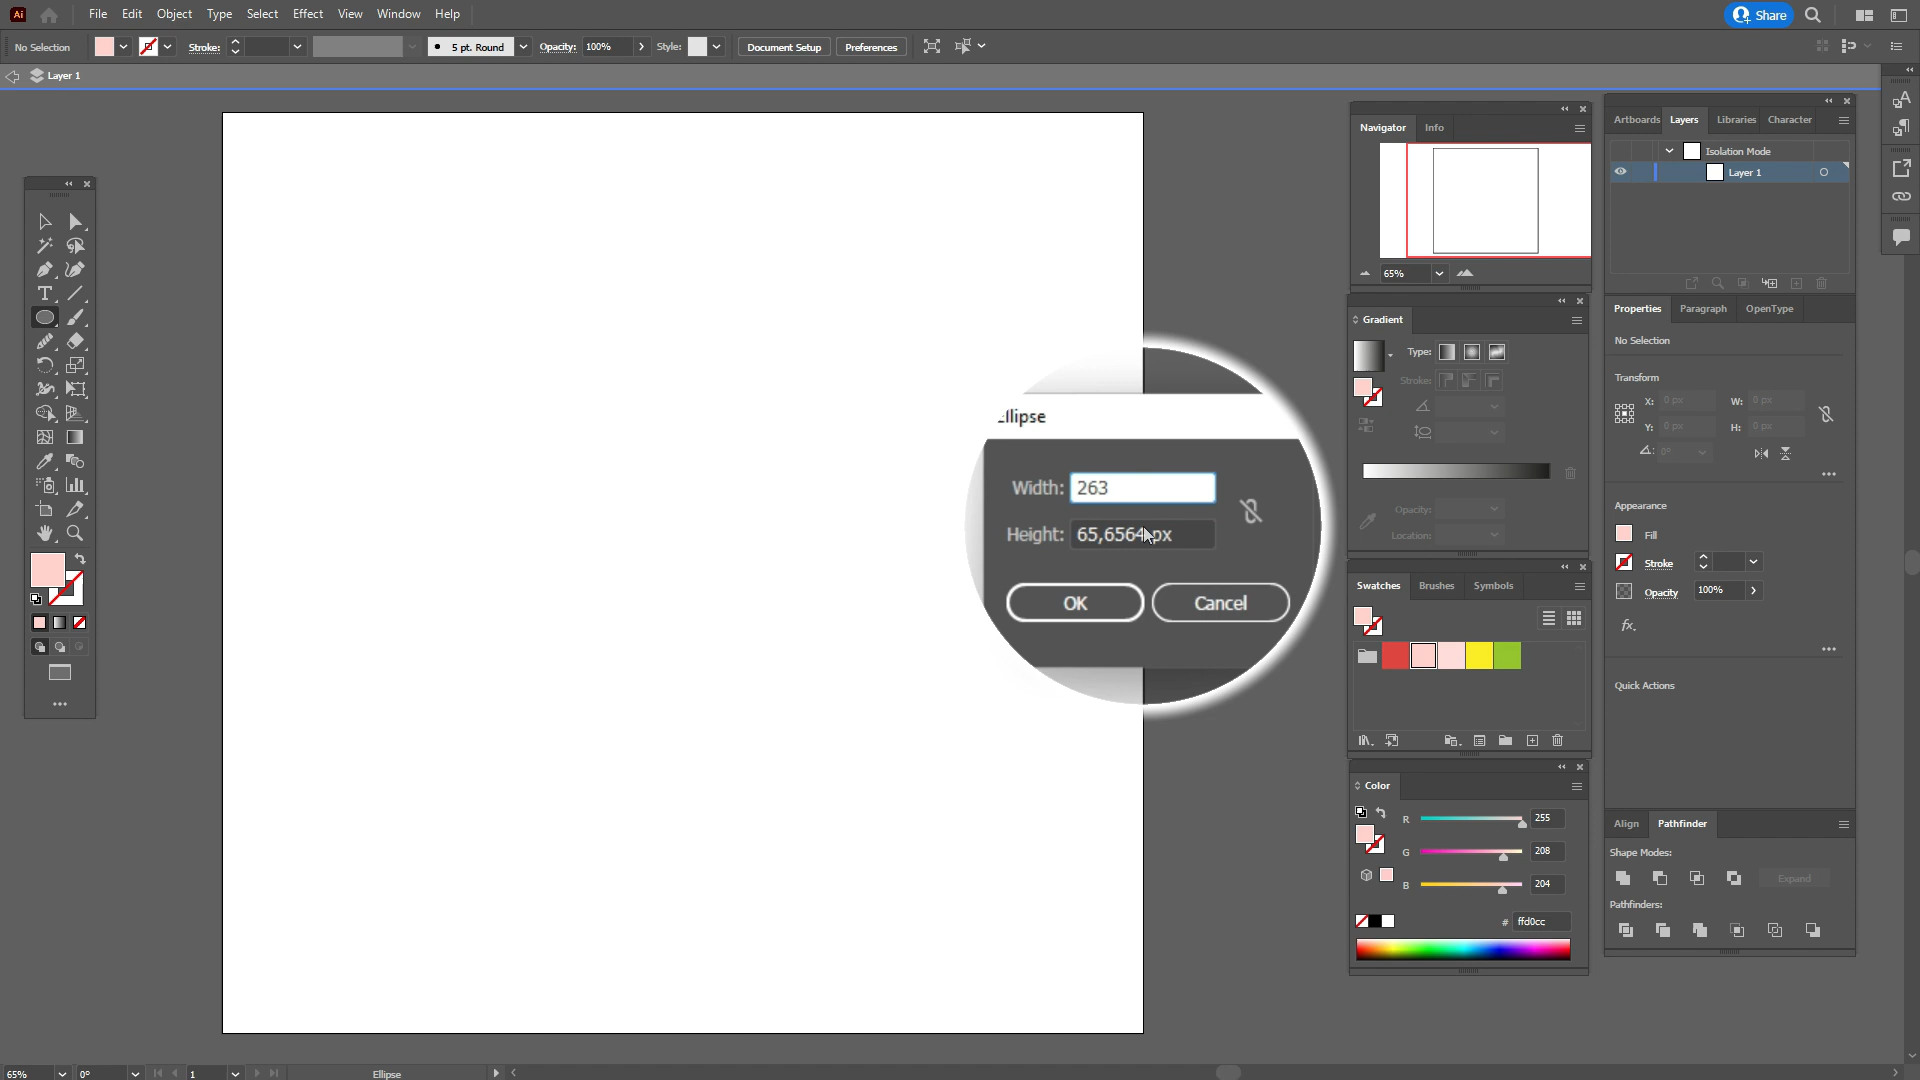 Ai File Edit Object Type Select Effect View Window Help Share
No Selection Stroke: 5 pt. Round Opacity: 100% Style: Document Setup Preferences
Layer 1
Navigator Info
65%
Artboards Layers Libraries Character
Isolation Mode
Layer 1
Gradient
Type:
Stroke:
Opacity:
Location:
Properties Paragraph OpenType
No Selection
Transform
X: 0 px W: 0 px
Y: 0 px H: 0 px
0°
Appearance
Fill
Stroke
Opacity 100%
fx.
Quick Actions
Ellipse
Width: 263
Height: 65,6564 px
OK Cancel
Swatches Brushes Symbols
Color
R 255
G 208
B 204
# ffd0cc
Align Pathfinder
Shape Modes:
Expand
Pathfinders:
65% 0° 1 Ellipse